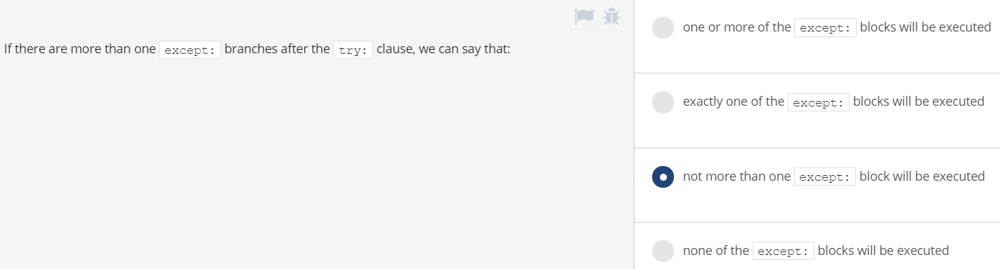 If there are more than one except: branches after the try: clause, we can say that:
one or more of the except: blocks will be executed
exactly one of the except: blocks will be executed
not more than one except: block will be executed
none of the except: blocks will be executed